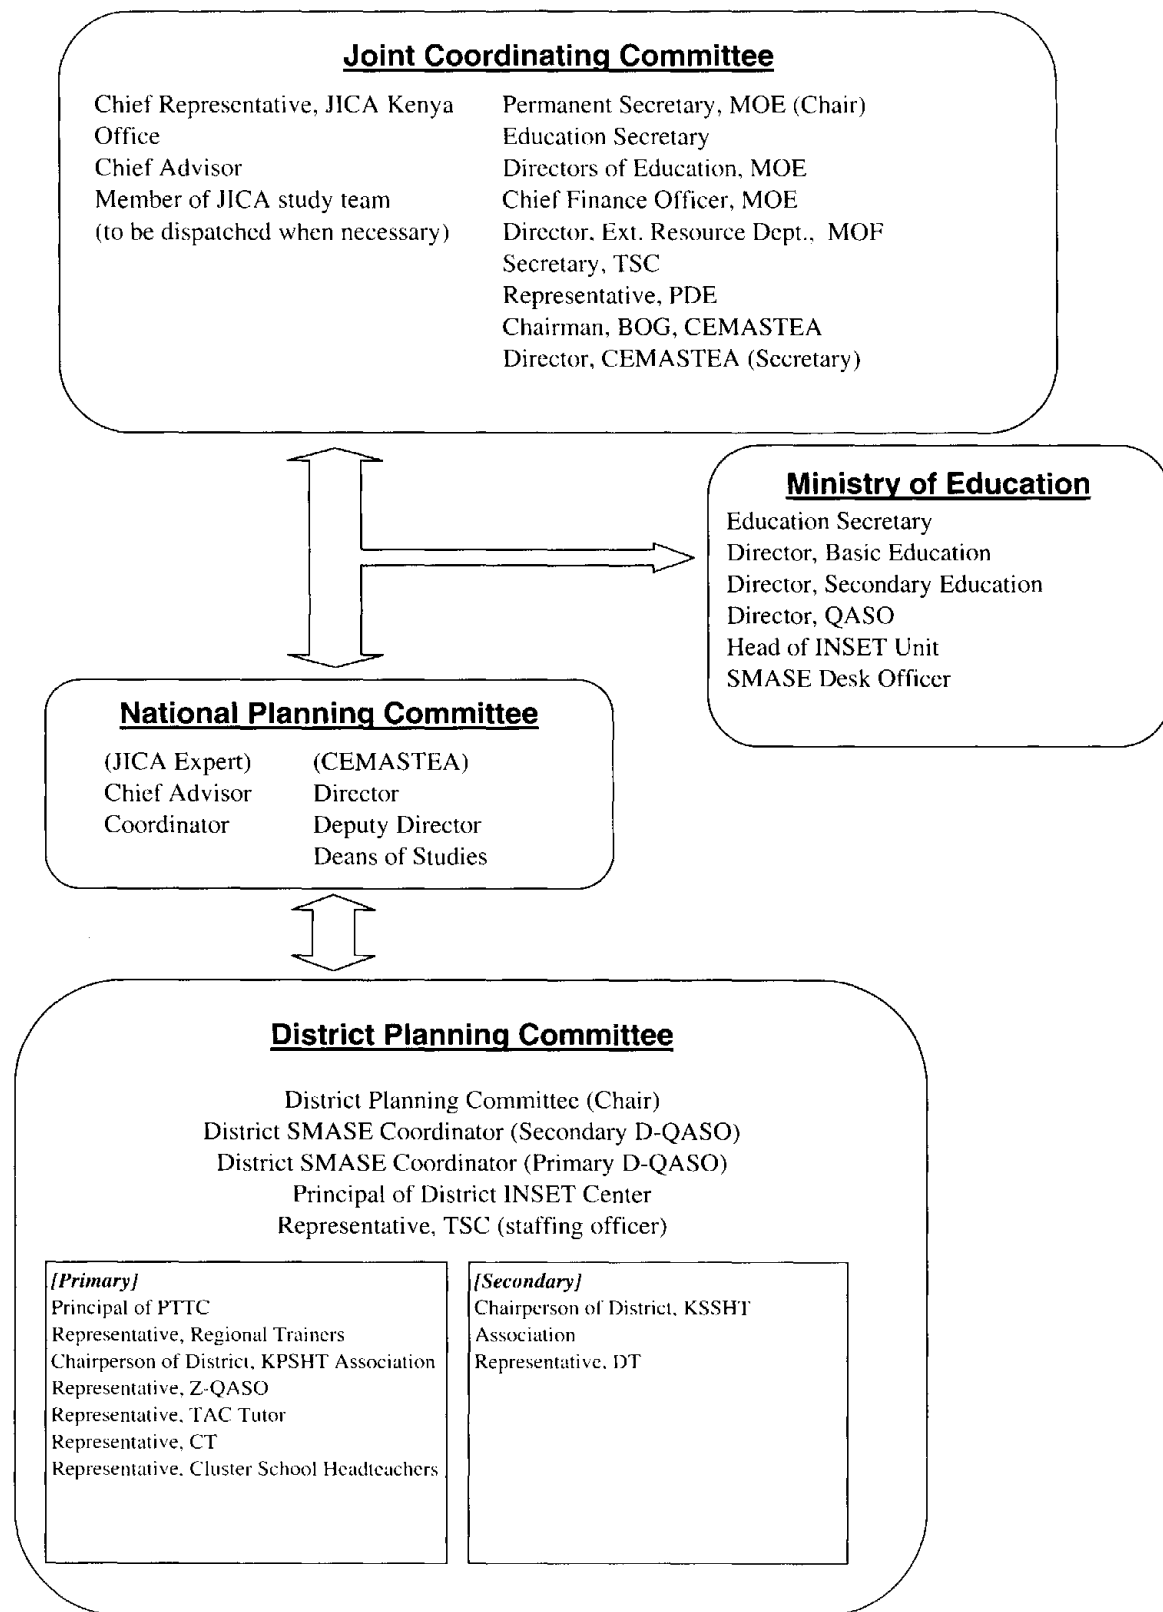 Joint Coordinating Committee
Chief Representative, JICA Kenya
Office
Chief Advisor
Member of JICA study team
(to be dispatched when necessary)
Permanent Secretary, MOE (Chair)
Education Secretary
Directors of Education, MOE
Chief Finance Officer, MOE
Director, Ext. Resource Dept., MOF
Secretary, TSC
Representative, PDE
Chairman, BOG, CEMASTEA
Director, CEMASTEA (Secretary)
Ministry of Education
Education Secretary
Director, Basic Education
Director, Secondary Education
Director, QASO
Head of INSET Unit
SMASE Desk Officer
National Planning Committee
(JICA Expert)
Chief Advisor
Coordinator
(CEMASTEA)
Director
Deputy Director
Deans of Studies
District Planning Committee
District Planning Committee (Chair)
District SMASE Coordinator (Secondary D-QASO)
District SMASE Coordinator (Primary D-QASO)
Principal of District INSET Center
Representative, TSC (staffing officer)
[Primary]
Principal of PTTC
Representative, Regional Trainers
Chairperson of District, KPSHT Association
Representative, Z-QASO
Representative, TAC Tutor
Representative, CT
Representative, Cluster School Headteachers
[Secondary]
Chairperson of District, KSSHT
Association
Representative, DT